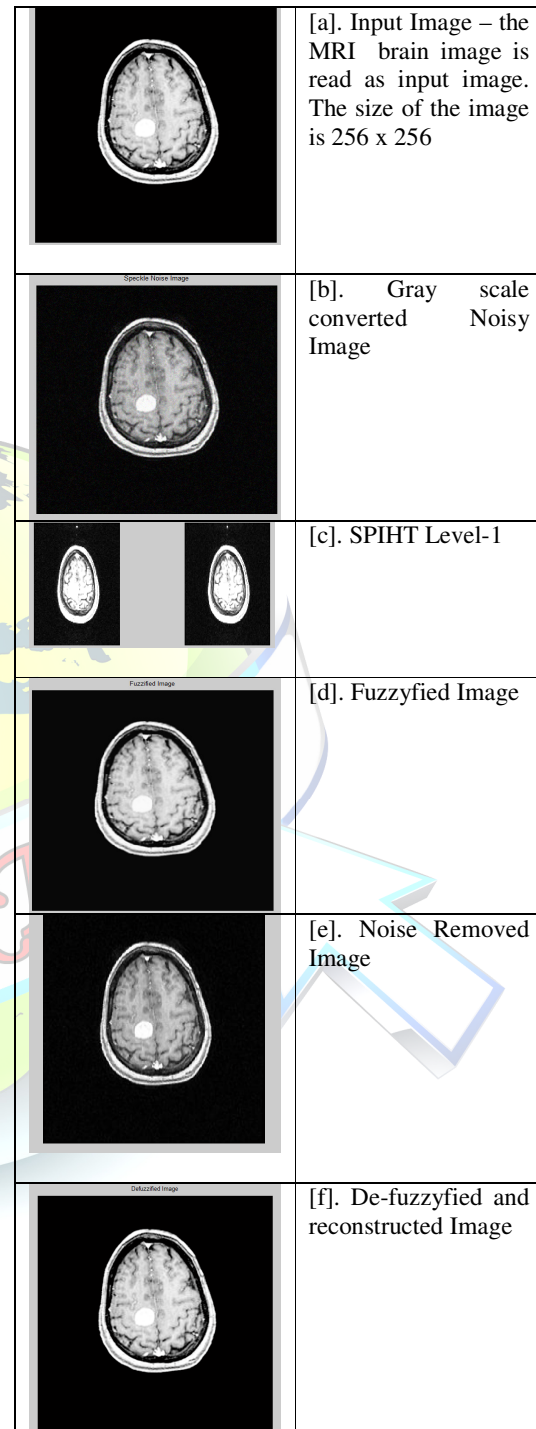 [a]. Input Image – the
MRI brain image is
read as input image.
The size of the image
is 256 x 256
Speckle Noise Image
[b]. Gray scale
converted Noisy
Image
[c]. SPIHT Level-1
Fuzzified Image
[d]. Fuzzyfied Image
[e]. Noise Removed
Image
Defuzzified Image
[f]. De-fuzzyfied and
reconstructed Image